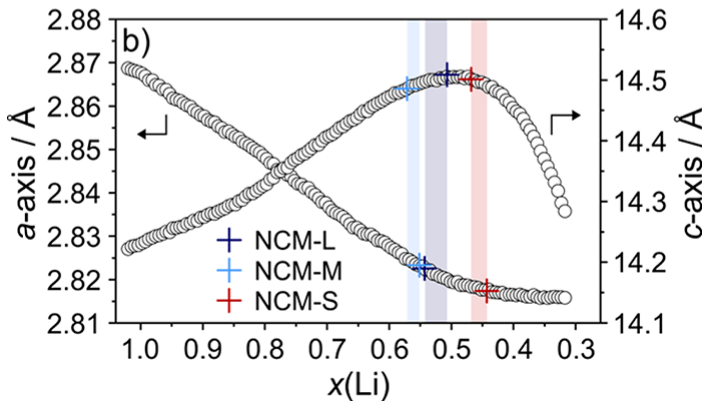 b)
2.88
2.87
2.86
2.85
2.84
2.83
2.82
2.81
a-axis / Å
14.6
14.5
14.4
14.3
14.2
14.1
c-axis / Å
NCM-L
NCM-M
NCM-S
1.0 0.9 0.8 0.7 0.6 0.5 0.4 0.3
x(Li)